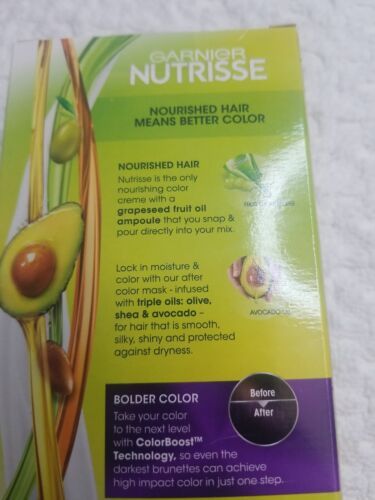 GARNIER
NUTRISSE
NOURISHED HAIR
MEANS BETTER COLOR
NOURISHED HAIR
Nutrisse is the only
nourishing color
creme with a
grapeseed fruit oil
ampoule that you snap &
pour directly into your mix.
FRUIT OIL AMPOULE
Lock in moisture &
color with our after
color mask - infused
with triple oils: olive,
shea & avocado –
for hair that is smooth,
silky, shiny and protected
against dryness.
AVOCADO OIL
BOLDER COLOR
Take your color
to the next level
with ColorBoost™
Technology, so even the
darkest brunettes can achieve
high impact color in just one step.
Before
After